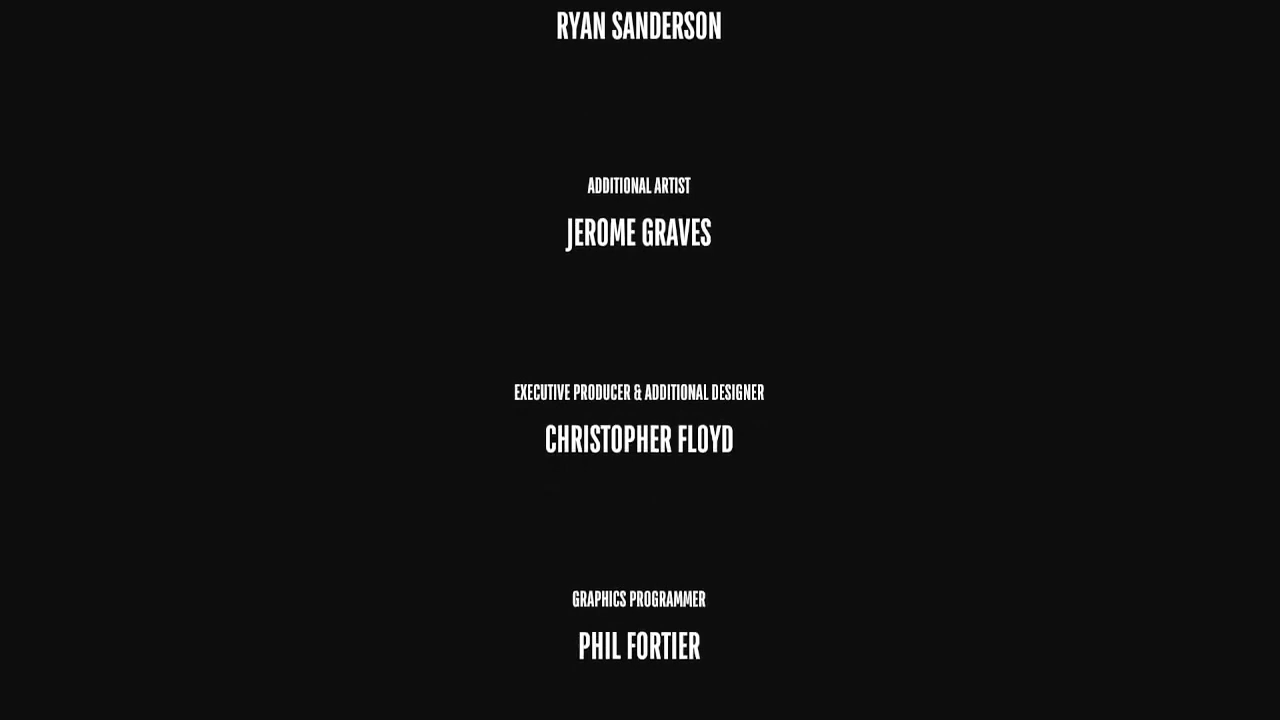 RYAN SANDERSON
ADDITIONAL ARTIST
JEROME GRAVES
EXECUTIVE PRODUCER & ADDITIONAL DESIGNER
CHRISTOPHER FLOYD
GRAPHICS PROGRAMMER
PHIL FORTIER